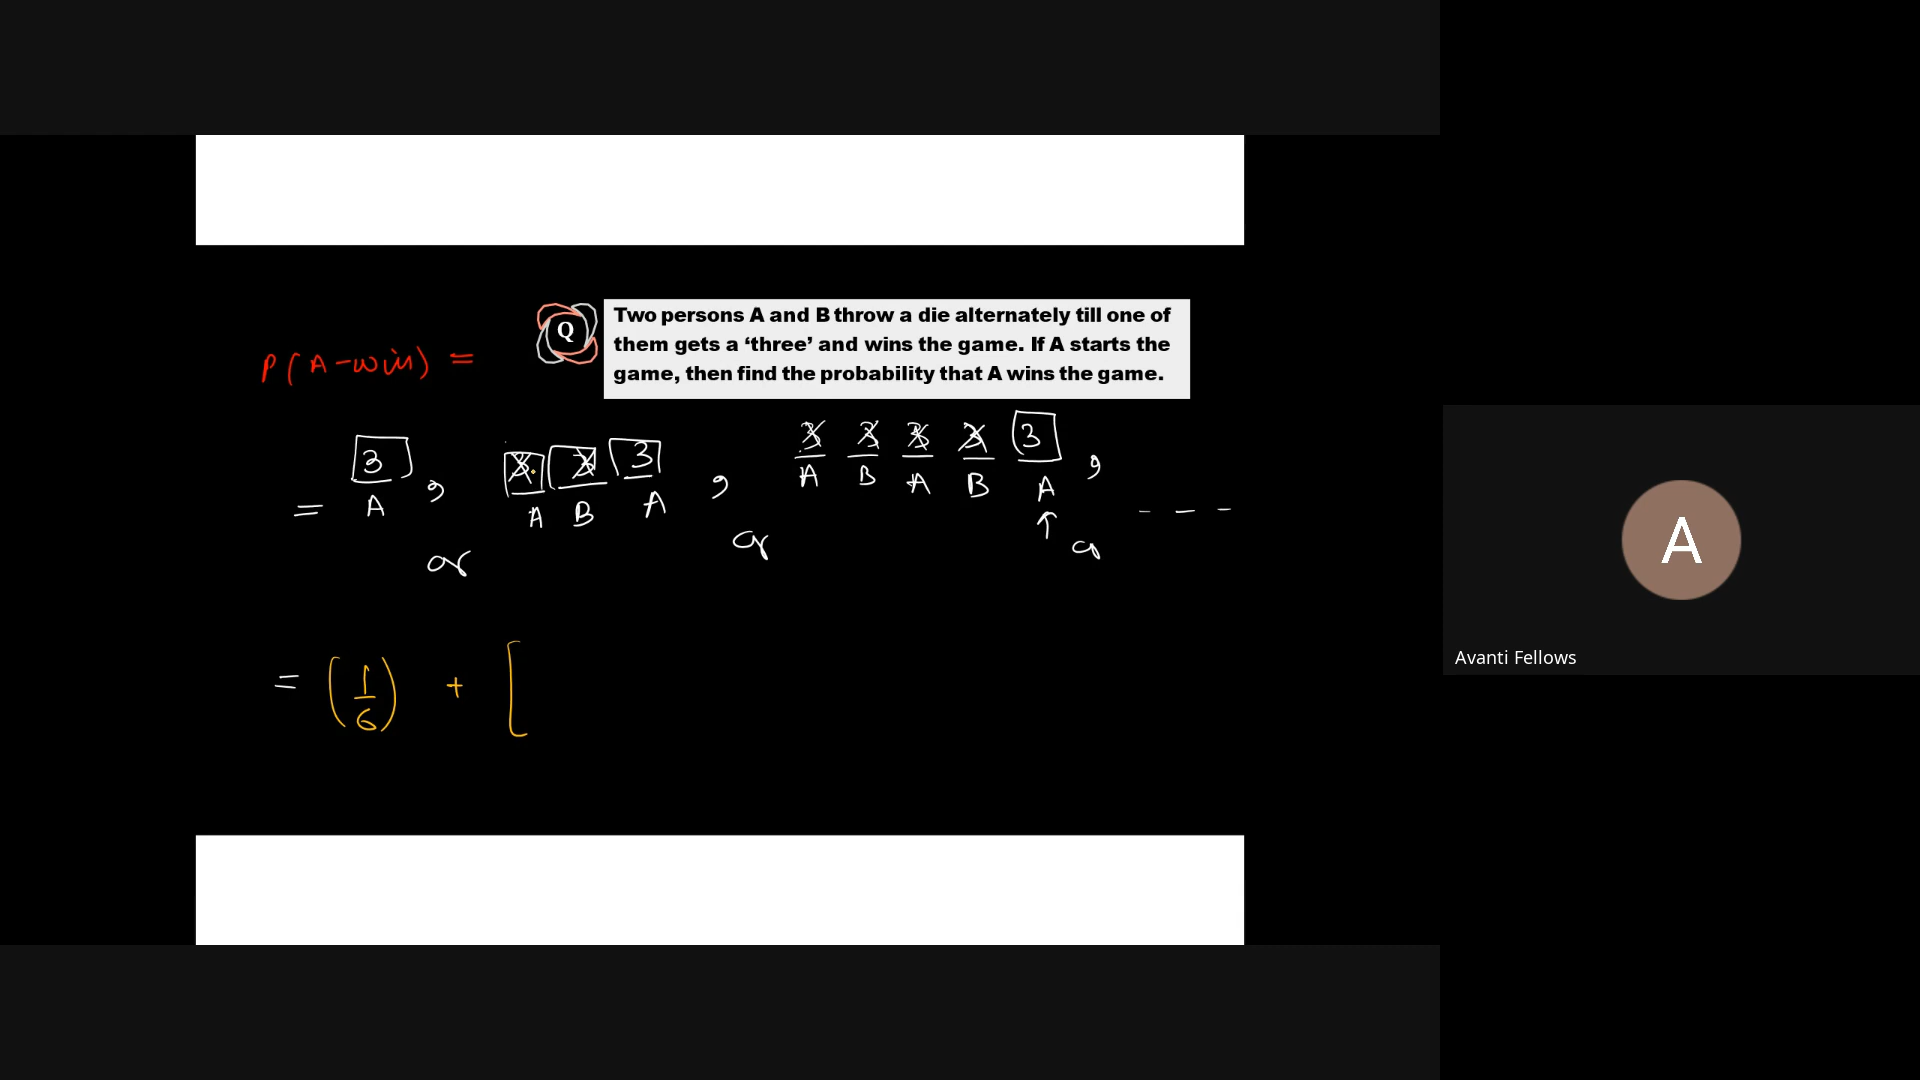 Q
Two persons A and B throw a die alternately till one of
them gets a ‘three’ and wins the game. If A starts the
game, then find the probability that A wins the game.
P(A-win) =
= 3 , 3 3 3 , 3 3 3 3 3 , - - -
A A B A A B A B A
or or or
= (1/6) + [
A
Avanti Fellows